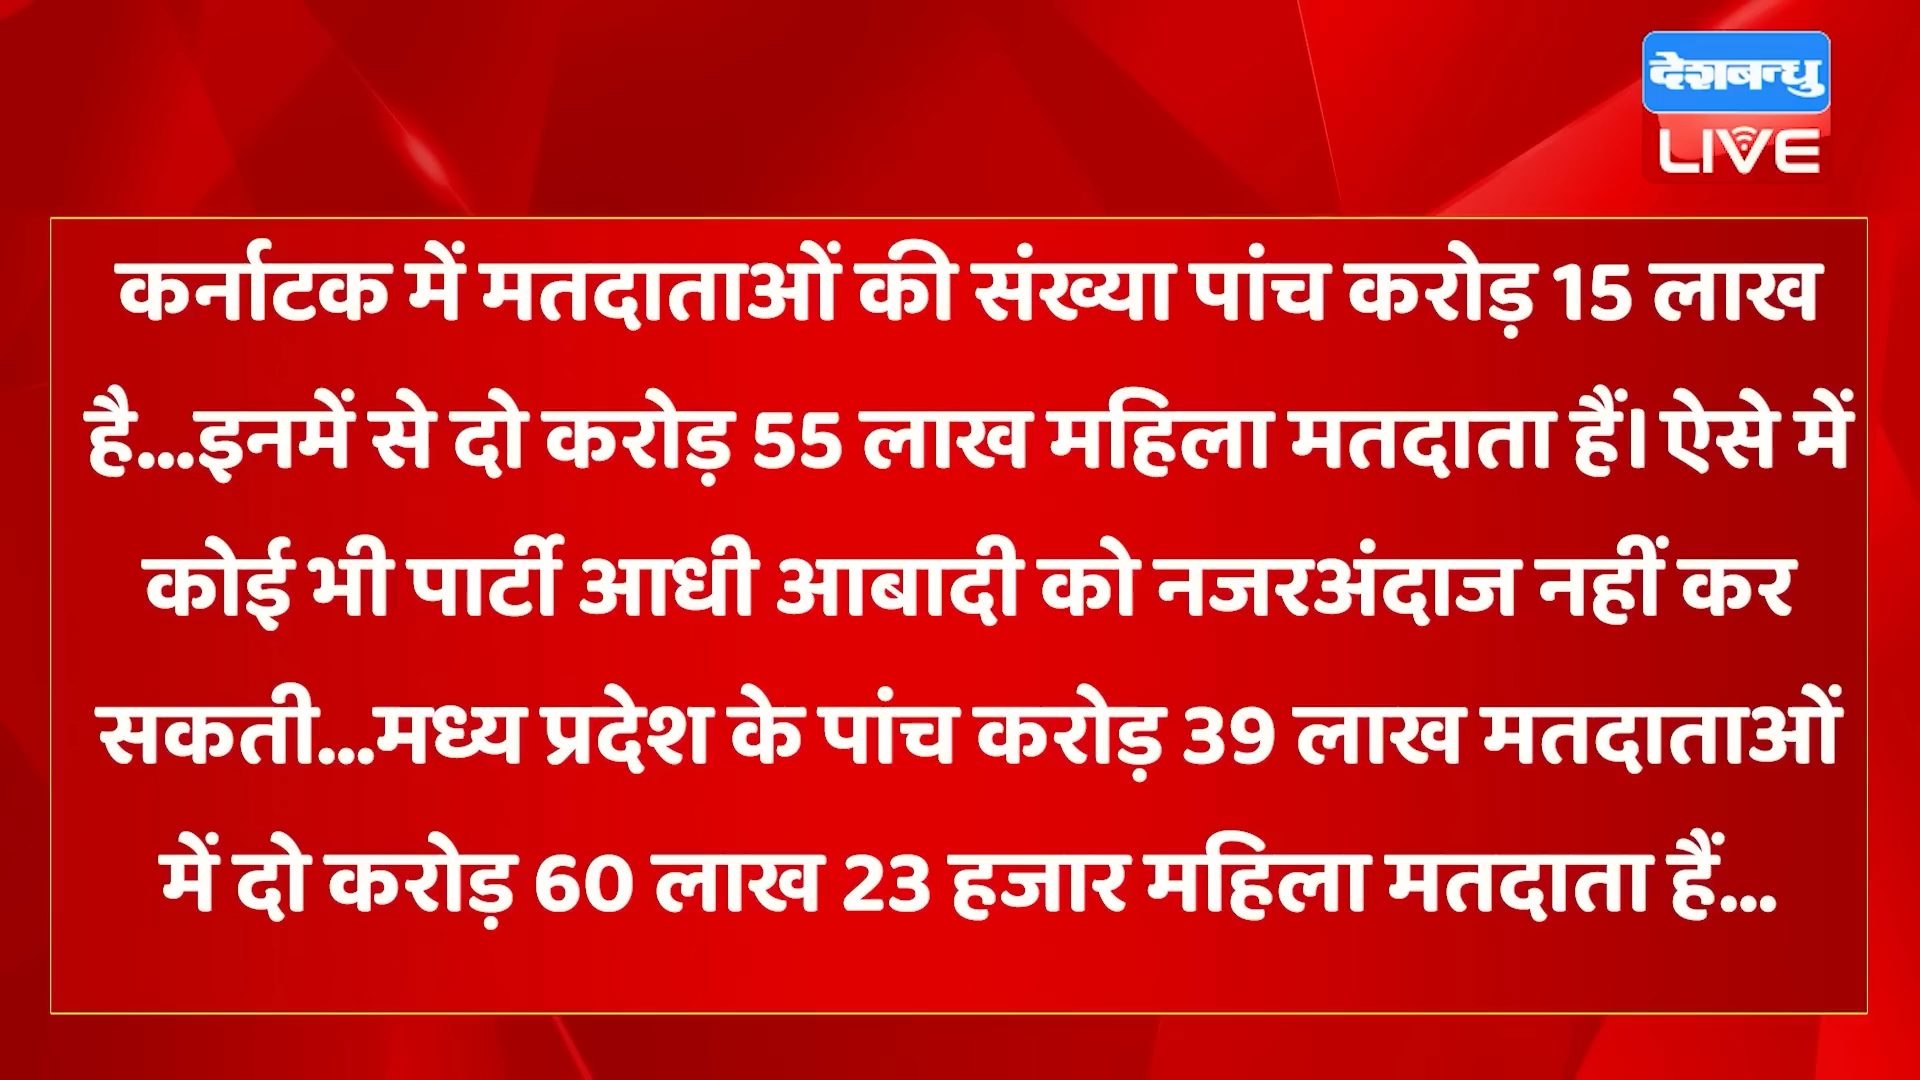 देशबन्धु
LIVE
कर्नाटक में मतदाताओं की संख्या पांच करोड़ 15 लाख
है...इनमें से दो करोड़ 55 लाख महिला मतदाता हैं। ऐसे में
कोई भी पार्टी आधी आबादी को नजरअंदाज नहीं कर
सकती...मध्य प्रदेश के पांच करोड़ 39 लाख मतदाताओं
में दो करोड़ 60 लाख 23 हजार महिला मतदाता हैं...